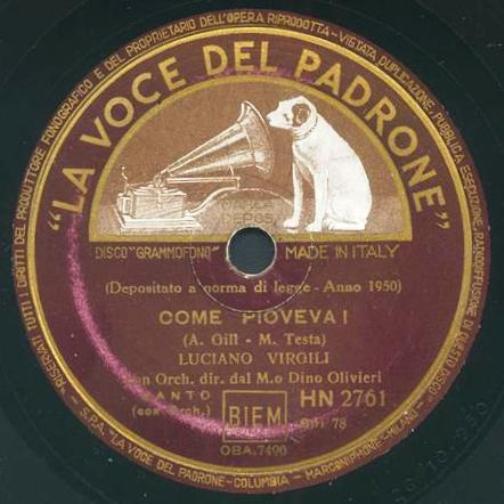 "RISERVATI TUTTI I DIRITTI DEL PRODUTTORE FONOGRAFICO E DEL PROPRIETARIO DELL'OPERA RIPRODOTTA - VIETATA DUPLICAZIONE, PUBBLICA ESECUZIONE, RADIODIFFUSIONE DI QUESTO DISCO"
"LA VOCE DEL PADRONE"
MARCA
DEPOS
DISCO "GRAMMOFONO" MADE IN ITALY
(Depositato a norma di legge - Anno 1950)
COME PIOVEVA!
(A. Gill - M. Testa)
LUCIANO VIRGILI
con Orch. dir. dal M.o Dino Olivieri
CANTO BIEM HN 2761
(con Orch.) Giri 78
OBA.7490
S.P.A. "LA VOCE DEL PADRONE-COLUMBIA - MARCONIPHONE-MILANO"